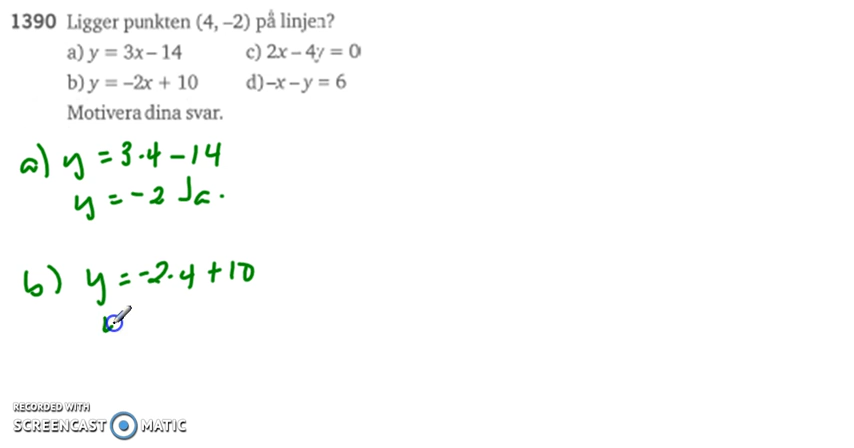 1390 Ligger punkten (4, –2) på linjen?
a) y = 3x – 14 c) 2x – 4y = 0
b) y = –2x + 10 d) –x – y = 6
Motivera dina svar.
a) y = 3·4 – 14
y = –2 Ja.
b) y = –2·4 + 10
RECORDED WITH
SCREENCAST MATIC